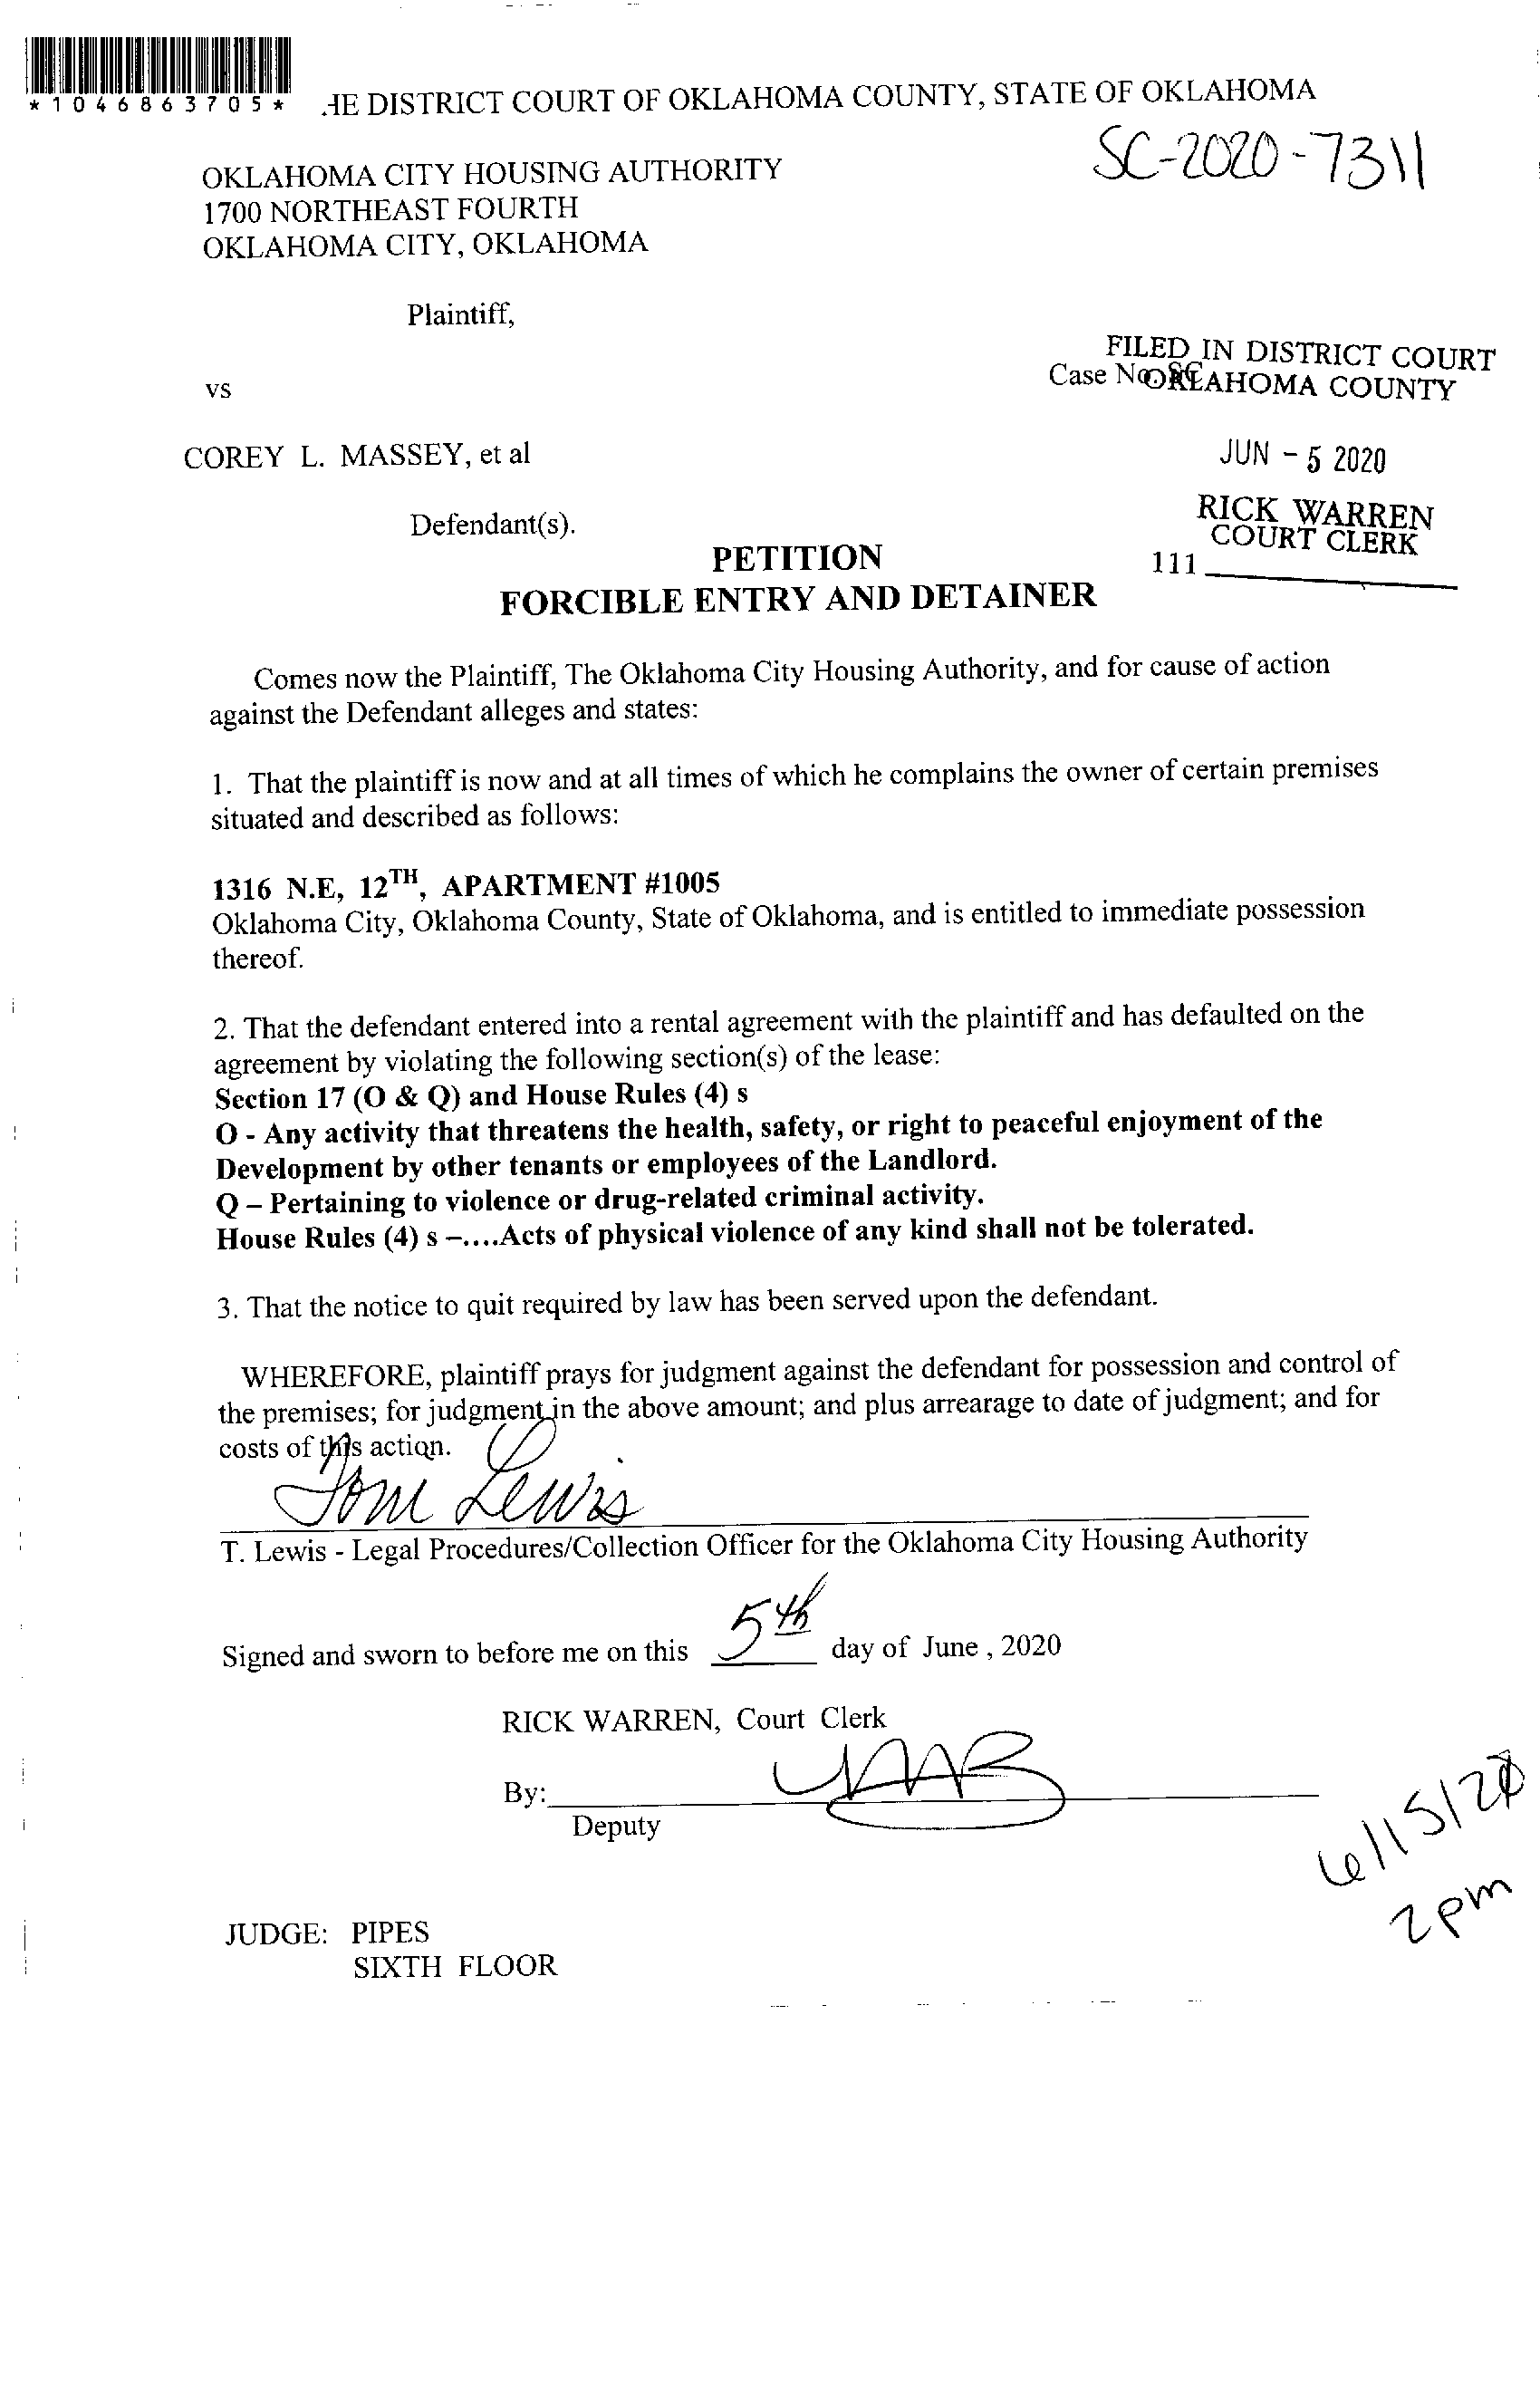 *1046863705*
HE DISTRICT COURT OF OKLAHOMA COUNTY, STATE OF OKLAHOMA
SC-2020-7311
OKLAHOMA CITY HOUSING AUTHORITY
1700 NORTHEAST FOURTH
OKLAHOMA CITY, OKLAHOMA
Plaintiff,
FILED IN DISTRICT COURT
OKLAHOMA COUNTY
vs
Case No. SC
COREY L. MASSEY, et al
JUN - 5 2020
Defendant(s).
RICK WARREN
COURT CLERK
111
PETITION
FORCIBLE ENTRY AND DETAINER
Comes now the Plaintiff, The Oklahoma City Housing Authority, and for cause of action
against the Defendant alleges and states:
1. That the plaintiff is now and at all times of which he complains the owner of certain premises
situated and described as follows:
1316 N.E, 12TH, APARTMENT #1005
Oklahoma City, Oklahoma County, State of Oklahoma, and is entitled to immediate possession
thereof.
2. That the defendant entered into a rental agreement with the plaintiff and has defaulted on the
agreement by violating the following section(s) of the lease:
Section 17 (O & Q) and House Rules (4) s
O - Any activity that threatens the health, safety, or right to peaceful enjoyment of the
Development by other tenants or employees of the Landlord.
Q – Pertaining to violence or drug-related criminal activity.
House Rules (4) s –....Acts of physical violence of any kind shall not be tolerated.
3. That the notice to quit required by law has been served upon the defendant.
WHEREFORE, plaintiff prays for judgment against the defendant for possession and control of
the premises; for judgment in the above amount; and plus arrearage to date of judgment; and for
costs of this action.
Tom Lewis
T. Lewis - Legal Procedures/Collection Officer for the Oklahoma City Housing Authority
Signed and sworn to before me on this 5th day of June , 2020
RICK WARREN, Court Clerk
By:
Deputy
6/15/20
2pm
JUDGE: PIPES
SIXTH FLOOR